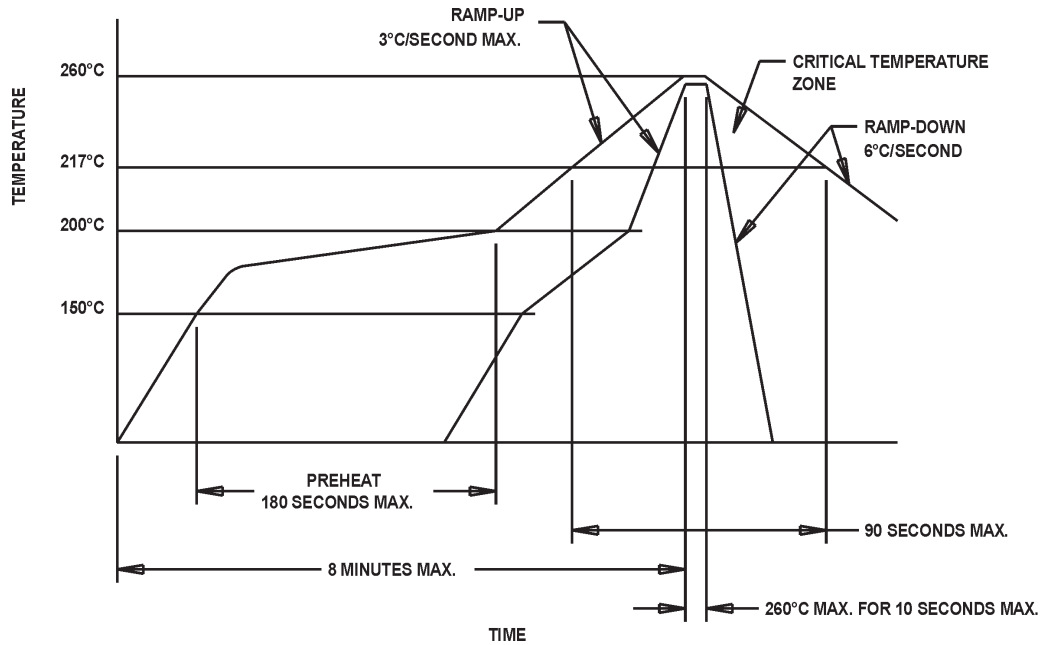 RAMP-UP
3°C/SECOND MAX.
260°C
CRITICAL TEMPERATURE
ZONE
RAMP-DOWN
6°C/SECOND
217°C
TEMPERATURE
200°C
150°C
PREHEAT
180 SECONDS MAX.
90 SECONDS MAX.
8 MINUTES MAX.
260°C MAX. FOR 10 SECONDS MAX.
TIME